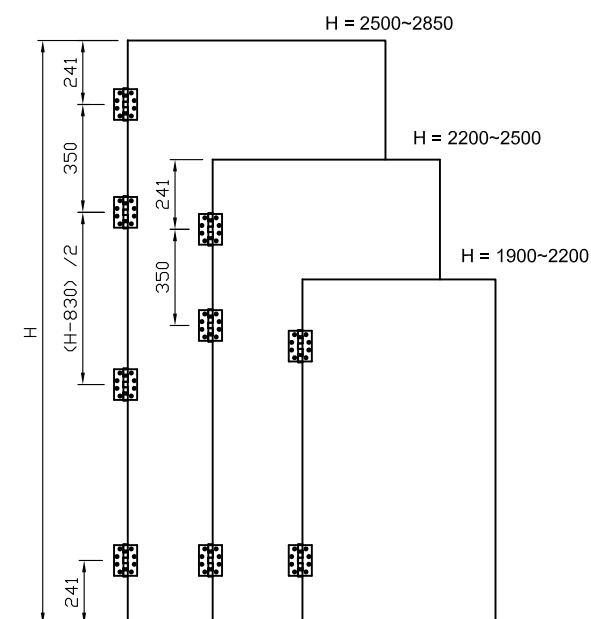 H = 2500~2850
241
350
(H-830) /2
H
241
H = 2200~2500
241
350
H = 1900~2200